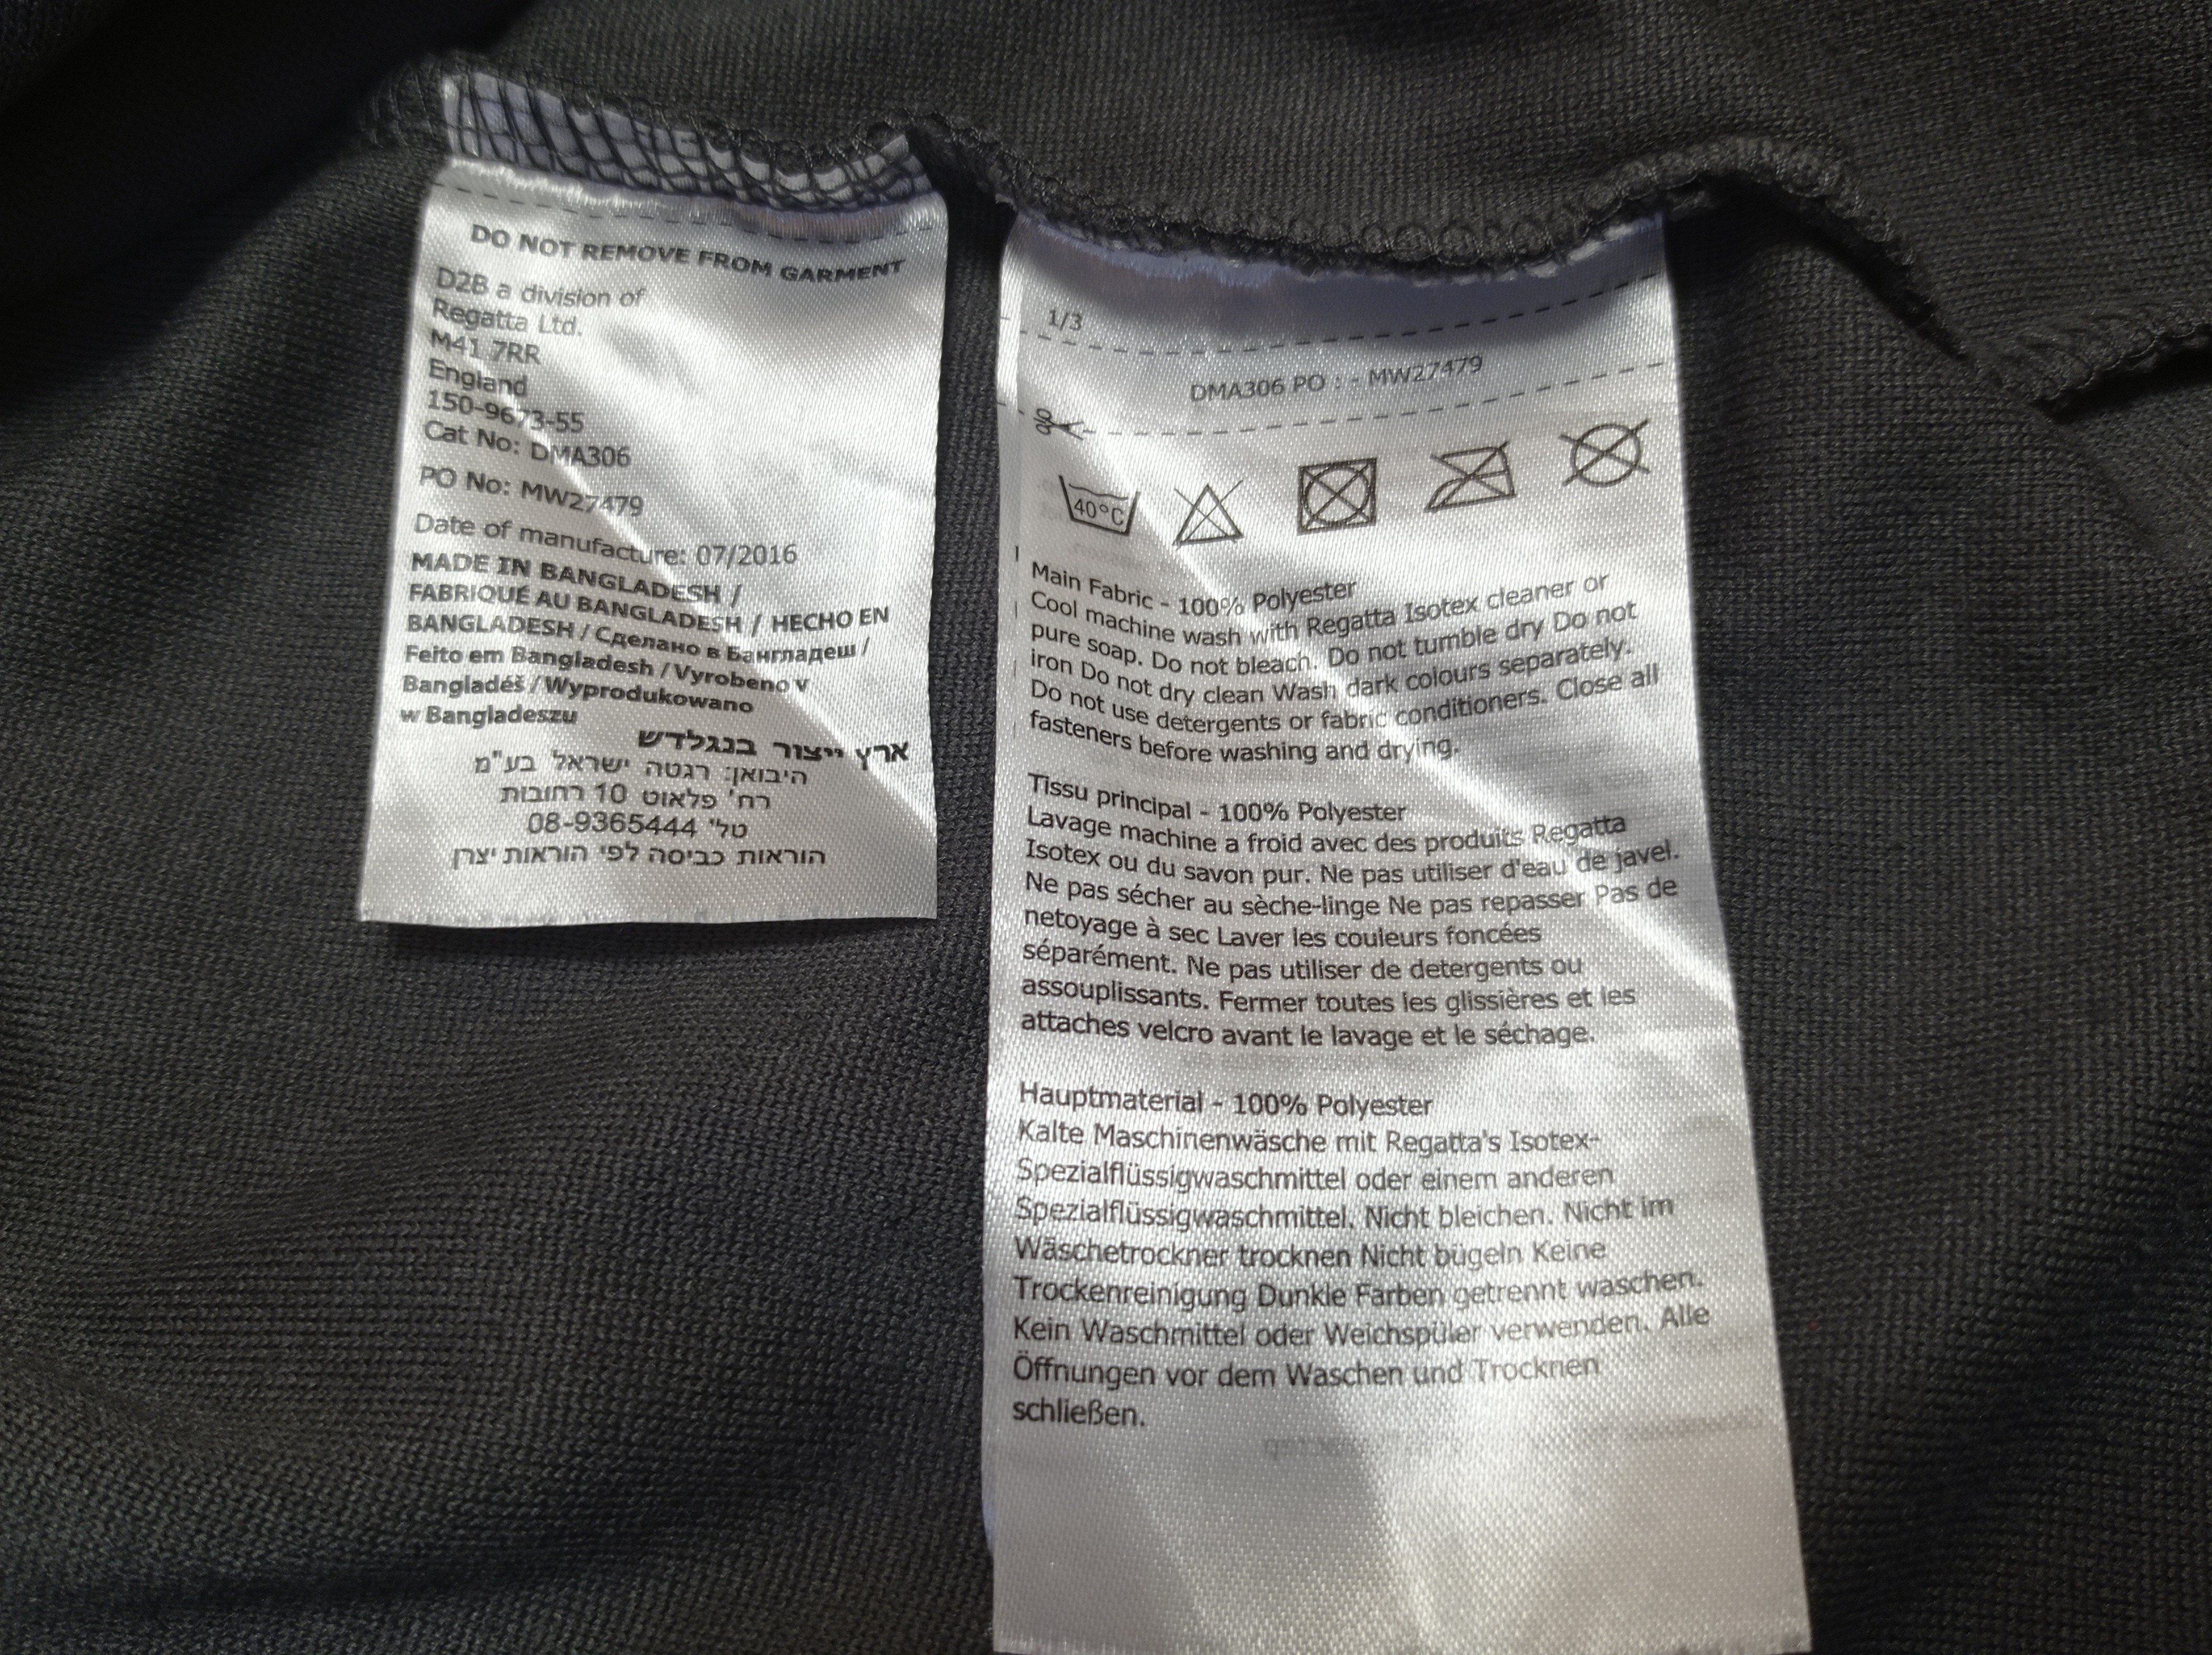 DO NOT REMOVE FROM GARMENT
D2B a division of
Regatta Ltd.
M41 7RR
England
150-9673-55
Cat No: DMA306
PO No: MW27479
Date of manufacture: 07/2016
MADE IN BANGLADESH /
FABRIQUÉ AU BANGLADESH / HECHO EN
BANGLADESH / Сделано в Бангладеш /
Feito em Bangladesh / Vyrobeno v
Bangladéš / Wyprodukowano
w Bangladeszu
ארץ ייצור בנגלדש
היבואן: רגטה ישראל בע"מ
רח' פלאוט 10 רחובות
טל' 08-9365444
הוראות כביסה לפי הוראות יצרן
1/3
DMA306 PO : - MW27479
40°C
Main Fabric - 100% Polyester
Cool machine wash with Regatta Isotex cleaner or
pure soap. Do not bleach. Do not tumble dry Do not
iron Do not dry clean Wash dark colours separately.
Do not use detergents or fabric conditioners. Close all
fasteners before washing and drying.
Tissu principal - 100% Polyester
Lavage machine a froid avec des produits Regatta
Isotex ou du savon pur. Ne pas utiliser d'eau de javel.
Ne pas sécher au sèche-linge Ne pas repasser Pas de
netoyage à sec Laver les couleurs foncées
séparément. Ne pas utiliser de detergents ou
assouplissants. Fermer toutes les glissières et les
attaches velcro avant le lavage et le séchage.
Hauptmaterial - 100% Polyester
Kalte Maschinenwäsche mit Regatta's Isotex-
Spezialflüssigwaschmittel oder einem anderen
Spezialflüssigwaschmittel. Nicht bleichen. Nicht im
Wäschetrockner trocknen Nicht bügeln Keine
Trockenreinigung Dunkle Farben getrennt waschen.
Kein Waschmittel oder Weichspüler verwenden. Alle
Öffnungen vor dem Waschen und Trocknen
schließen.